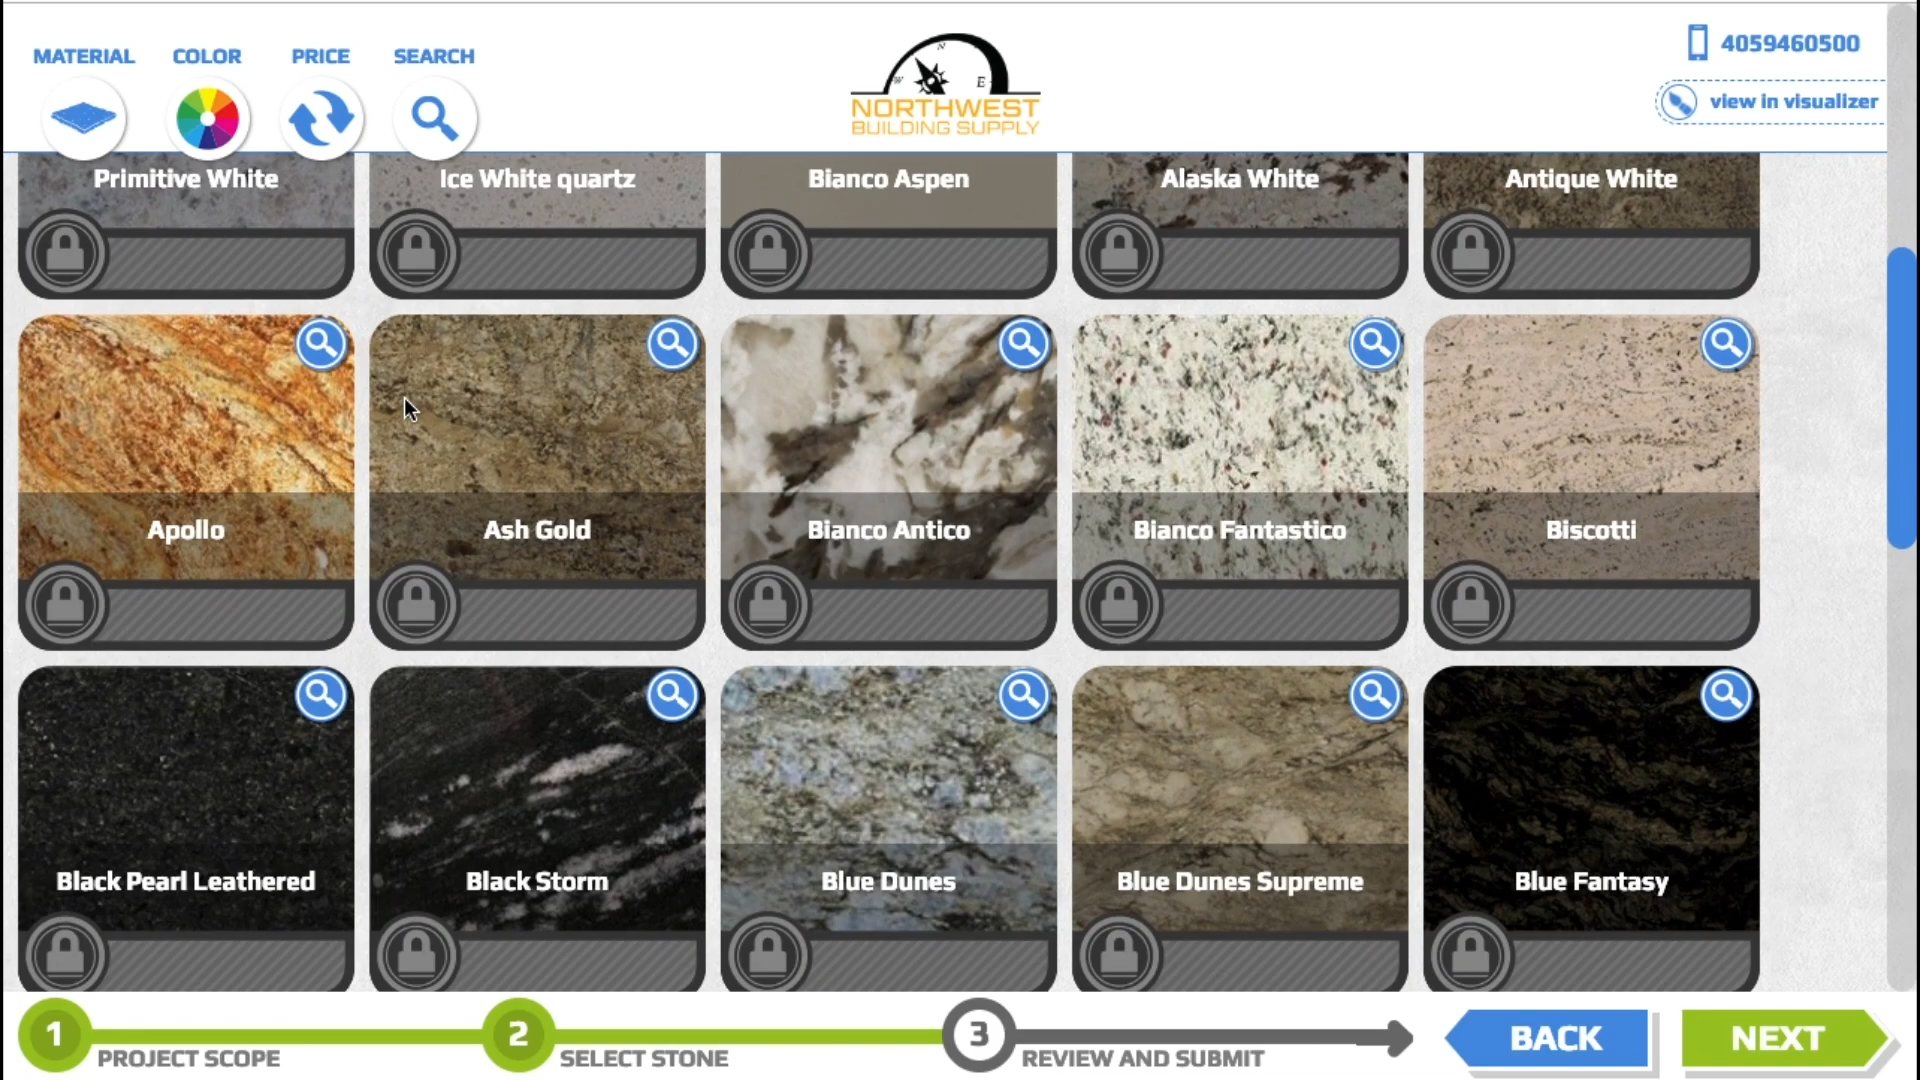 MATERIAL COLOR PRICE SEARCH
N
W E
NORTHWEST
BUILDING SUPPLY
4059460500
view in visualizer
Primitive White Ice White quartz Bianco Aspen Alaska White Antique White
Apollo Ash Gold Bianco Antico Bianco Fantastico Biscotti
Black Pearl Leathered Black Storm Blue Dunes Blue Dunes Supreme Blue Fantasy
1 2 3
PROJECT SCOPE SELECT STONE REVIEW AND SUBMIT
BACK NEXT